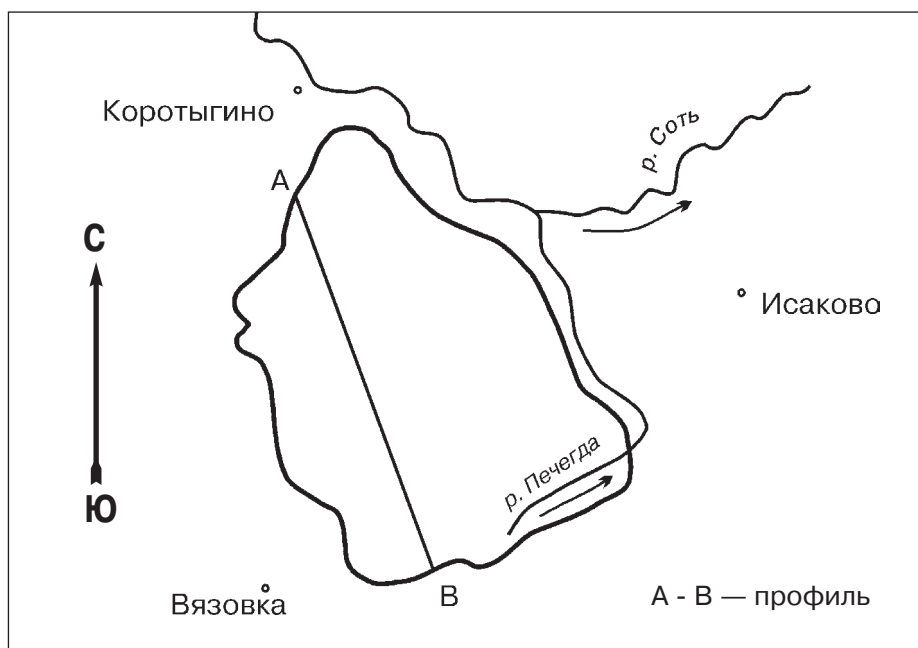 Коротыгино
р. Соть
А
С
Исаково
р. Печегда
Ю
Вязовка
В
А - В — профиль